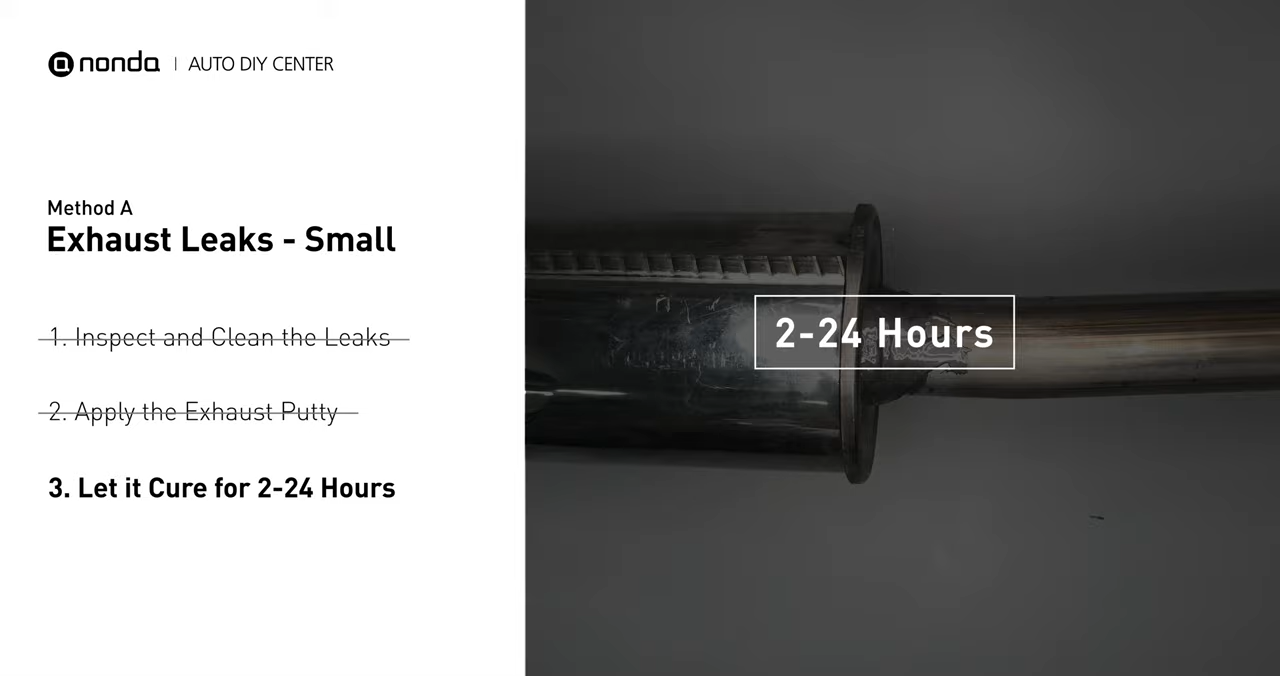 nonda | AUTO DIY CENTER
Method A
Exhaust Leaks - Small
1. Inspect and Clean the Leaks
2. Apply the Exhaust Putty
3. Let it Cure for 2-24 Hours
2-24 Hours